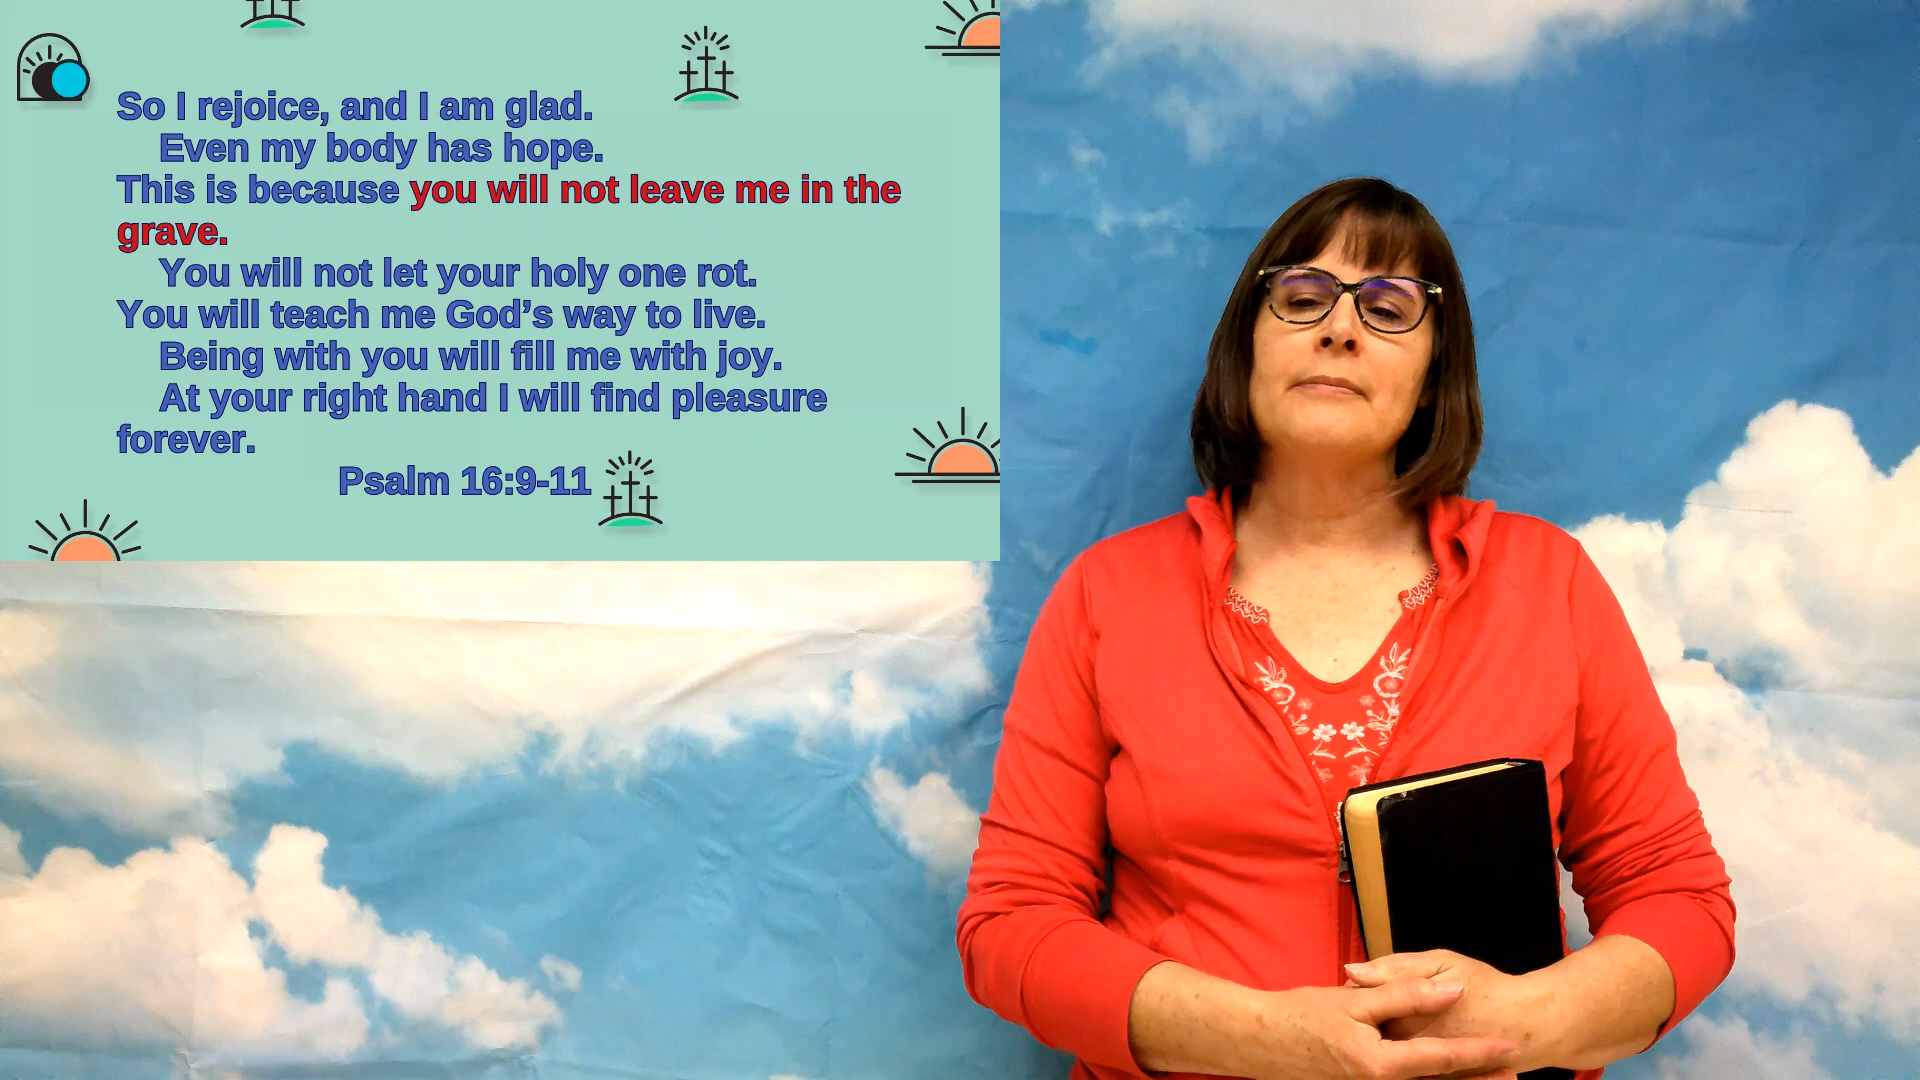 So I rejoice, and I am glad.
Even my body has hope.
This is because you will not leave me in the
grave.
You will not let your holy one rot.
You will teach me God’s way to live.
Being with you will fill me with joy.
At your right hand I will find pleasure
forever.
Psalm 16:9-11